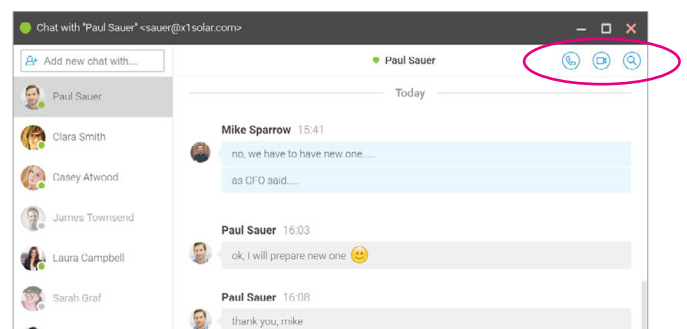 Chat with "Paul Sauer" <sauer@x1solar.com>
Add new chat with...
Paul Sauer
Clara Smith
Casey Atwood
James Townsend
Laura Campbell
Sarah Graf
Paul Sauer
Today
Mike Sparrow 15:41
no, we have to have new one.....
as CFO said.....
Paul Sauer 16:03
ok, I will prepare new one
Paul Sauer 16:08
thank you, mike